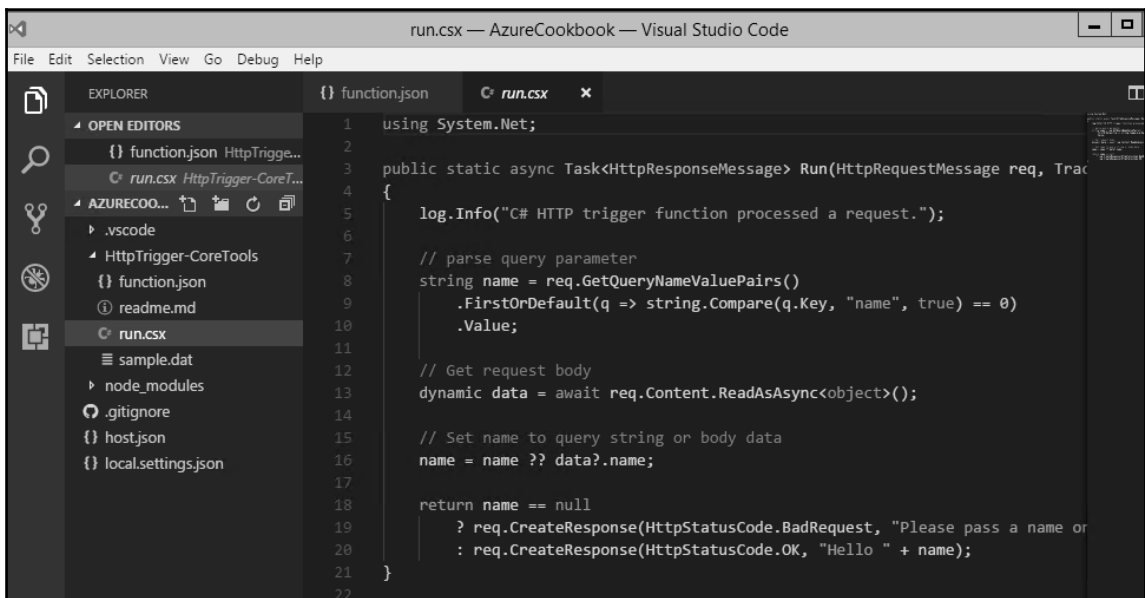 run.csx — AzureCookbook — Visual Studio Code
File Edit Selection View Go Debug Help
EXPLORER
OPEN EDITORS
{} function.json HttpTrigge...
C# run.csx HttpTrigger-CoreT...
AZURECOO...
.vscode
HttpTrigger-CoreTools
{} function.json
readme.md
C# run.csx
sample.dat
node_modules
.gitignore
{} host.json
{} local.settings.json
{} function.json C# run.csx ×
1 using System.Net;
2
3 public static async Task<HttpResponseMessage> Run(HttpRequestMessage req, Trac
4 {
5 log.Info("C# HTTP trigger function processed a request.");
6
7 // parse query parameter
8 string name = req.GetQueryNameValuePairs()
9 .FirstOrDefault(q => string.Compare(q.Key, "name", true) == 0)
10 .Value;
11
12 // Get request body
13 dynamic data = await req.Content.ReadAsAsync<object>();
14
15 // Set name to query string or body data
16 name = name ?? data?.name;
17
18 return name == null
19 ? req.CreateResponse(HttpStatusCode.BadRequest, "Please pass a name or
20 : req.CreateResponse(HttpStatusCode.OK, "Hello " + name);
21 }
22